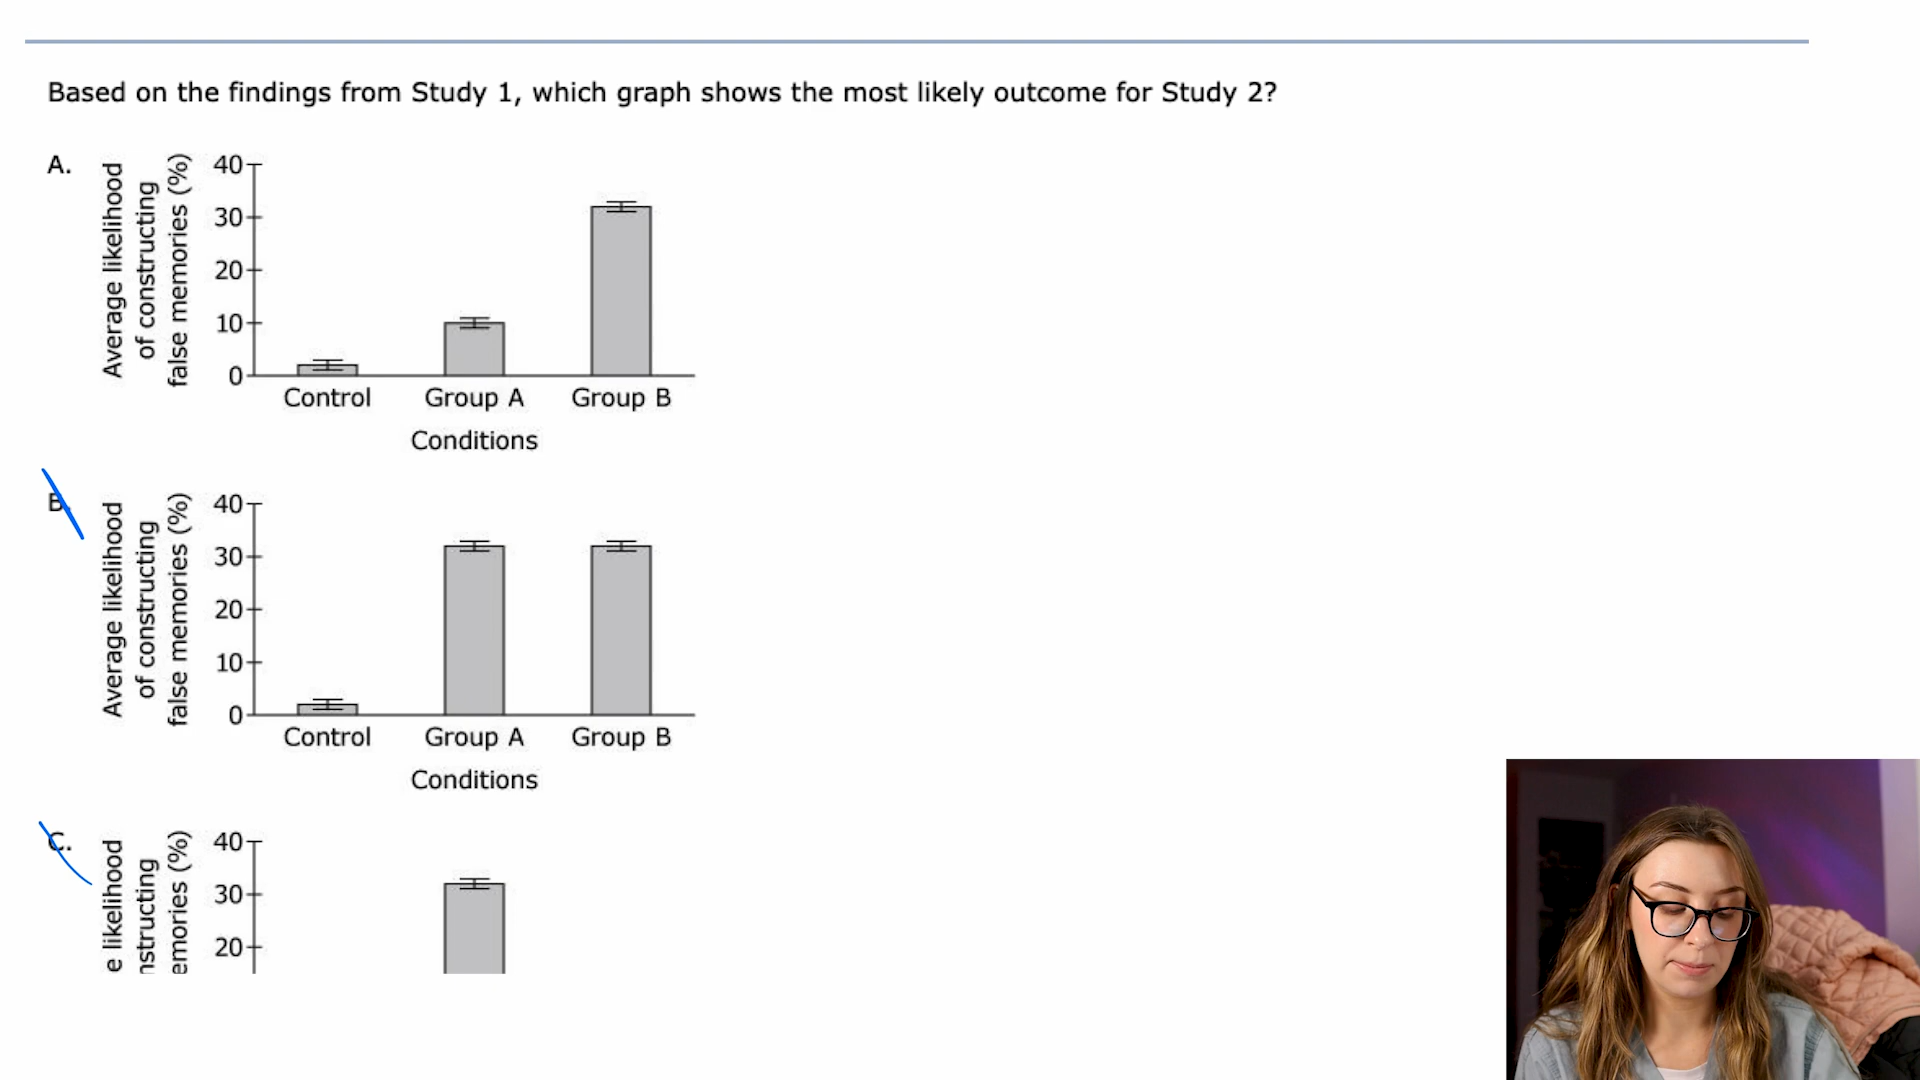 Based on the findings from Study 1, which graph shows the most likely outcome for Study 2?
A.
Average likelihood
of constructing
false memories (%)
40
30
20
10
0
Control Group A Group B
Conditions
B.
Average likelihood
of constructing
false memories (%)
40
30
20
10
0
Control Group A Group B
Conditions
C.
e likelihood
nstructing
emories (%)
40
30
20